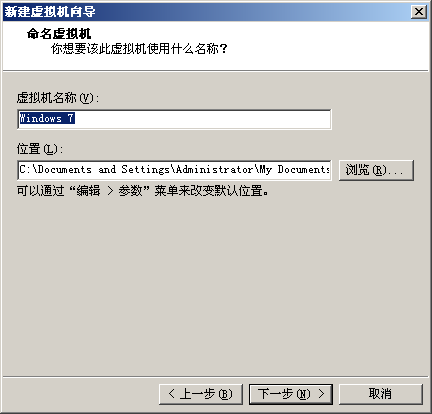 新建虚拟机向导
命名虚拟机
你想要该此虚拟机使用什么名称？
虚拟机名称(V):
Windows 7
位置(L):
C:\Documents and Settings\Administrator\My Documents
浏览(R)...
可以通过“编辑 > 参数”菜单来改变默认位置。
< 上一步(B)
下一步(N) >
取消